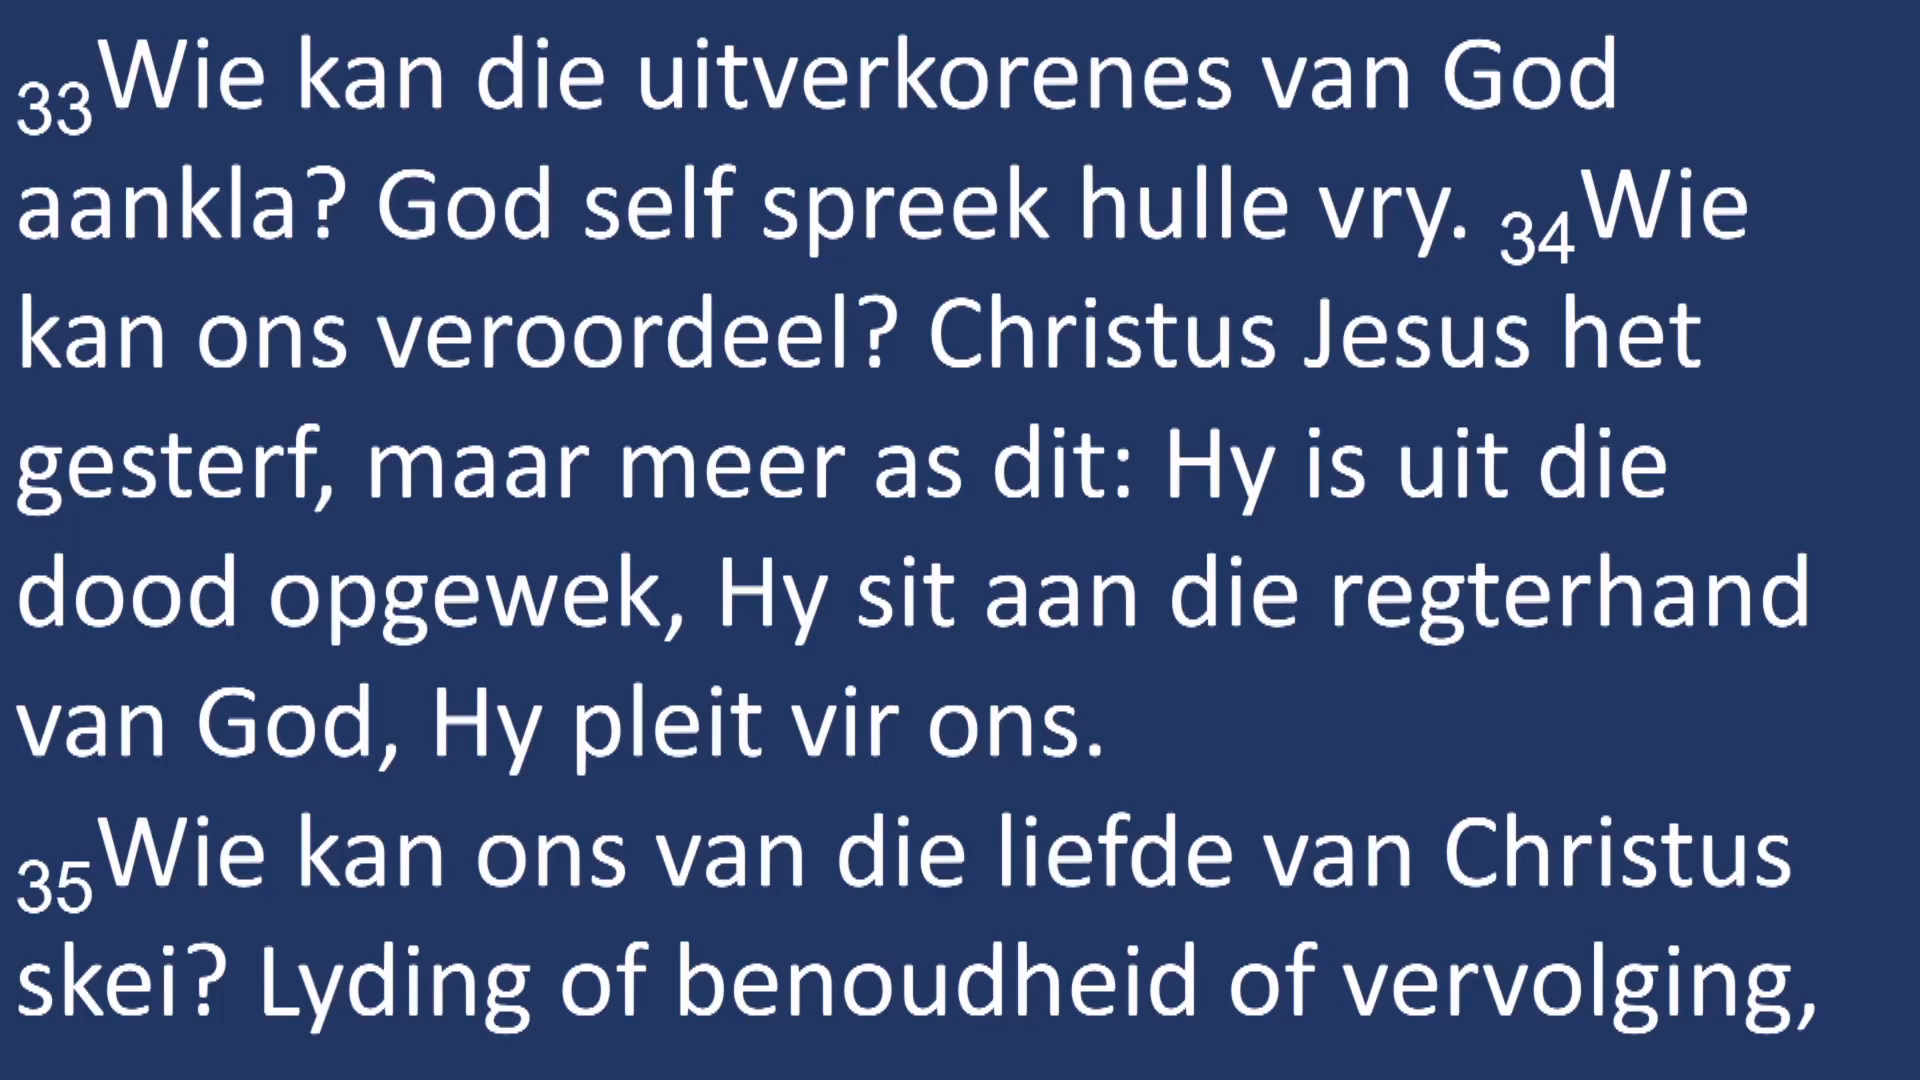 33Wie kan die uitverkorenes van God
aankla? God self spreek hulle vry. 34Wie
kan ons veroordeel? Christus Jesus het
gesterf, maar meer as dit: Hy is uit die
dood opgewek, Hy sit aan die regterhand
van God, Hy pleit vir ons.
35Wie kan ons van die liefde van Christus
skei? Lyding of benoudheid of vervolging,